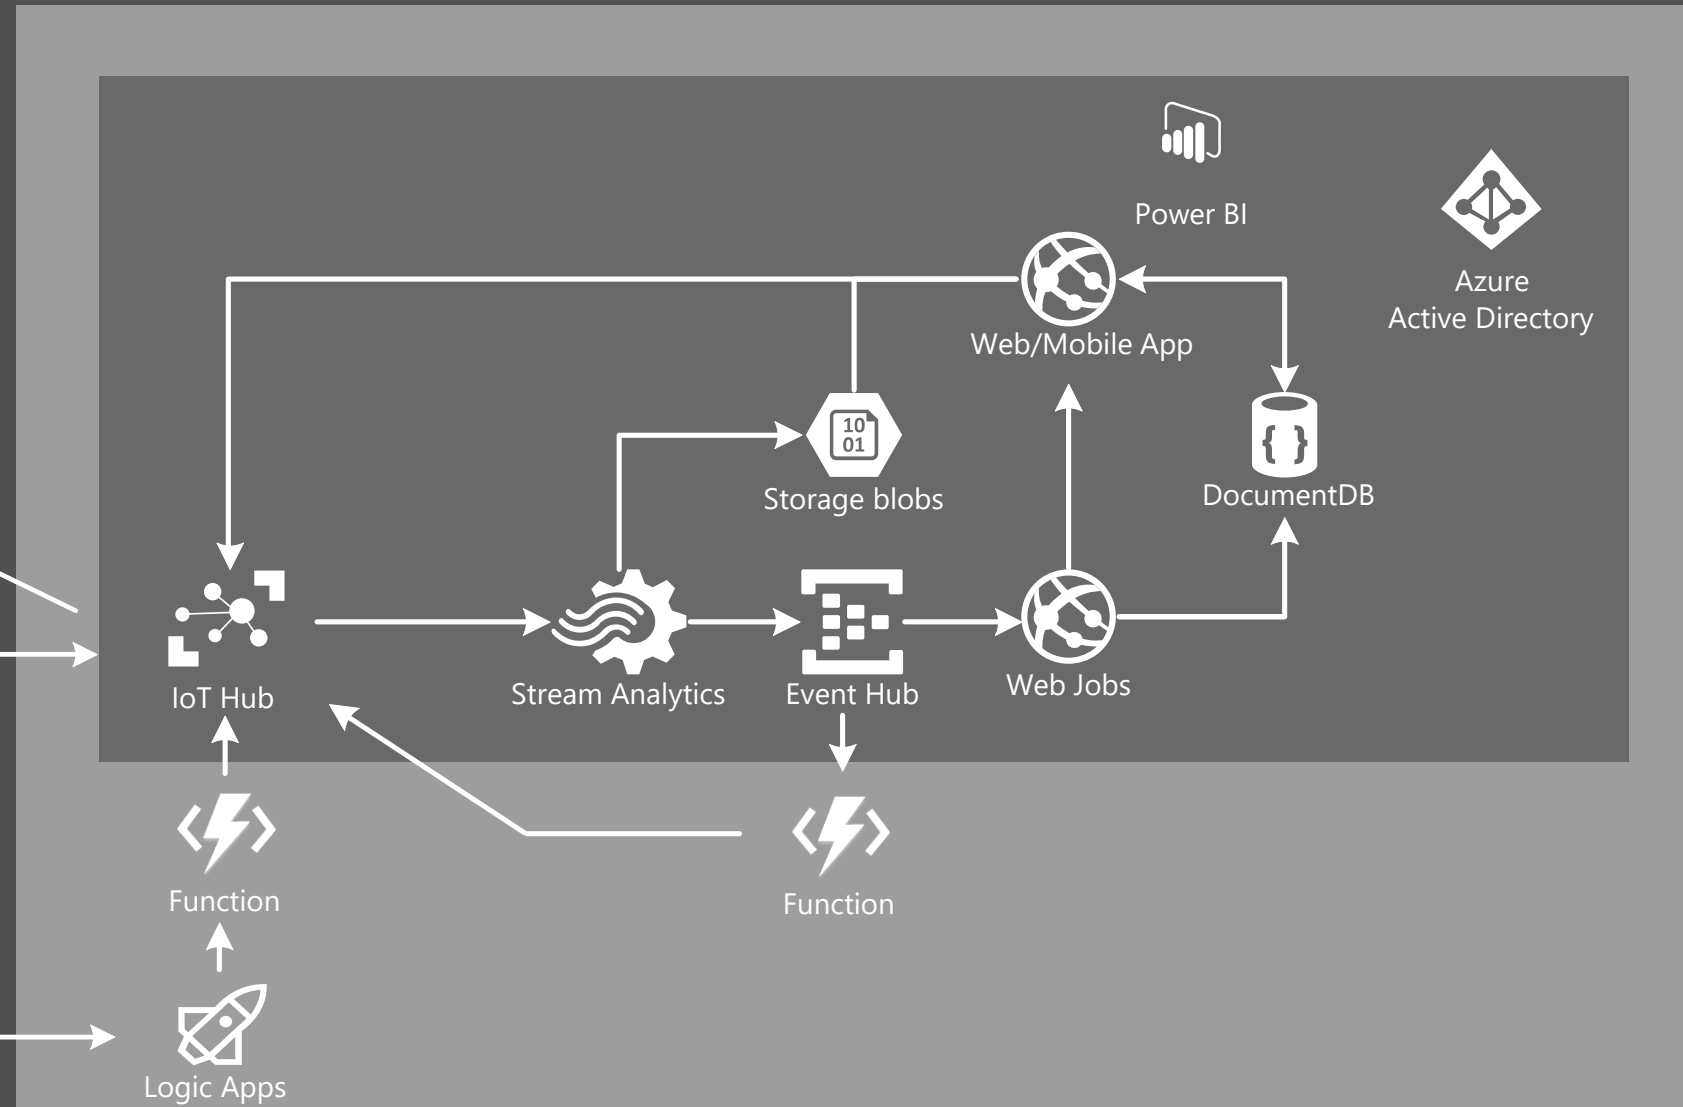 Power BI
Azure
Active Directory
Web/Mobile App
10
01
Storage blobs
{ }
DocumentDB
IoT Hub
Stream Analytics
Event Hub
Web Jobs
Function
Function
Logic Apps